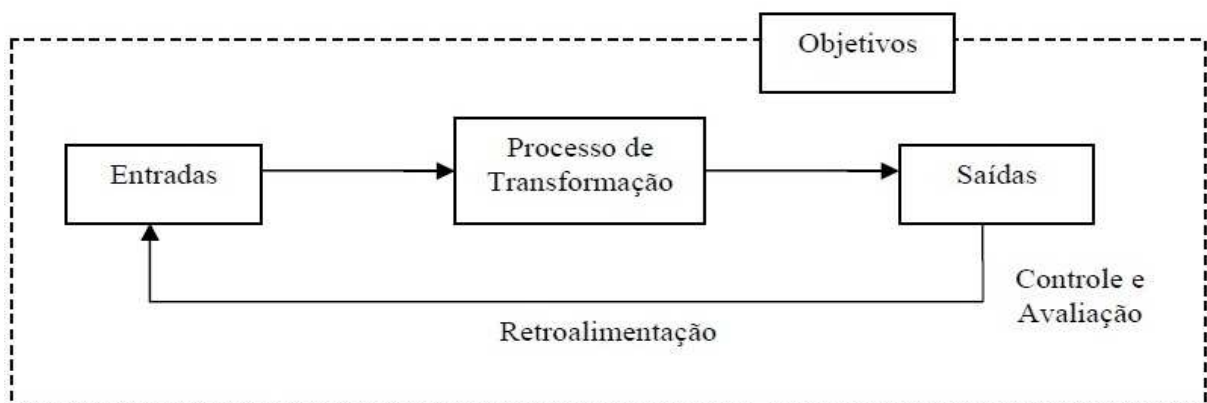 Objetivos
Entradas
Processo de
Transformação
Saídas
Controle e
Avaliação
Retroalimentação